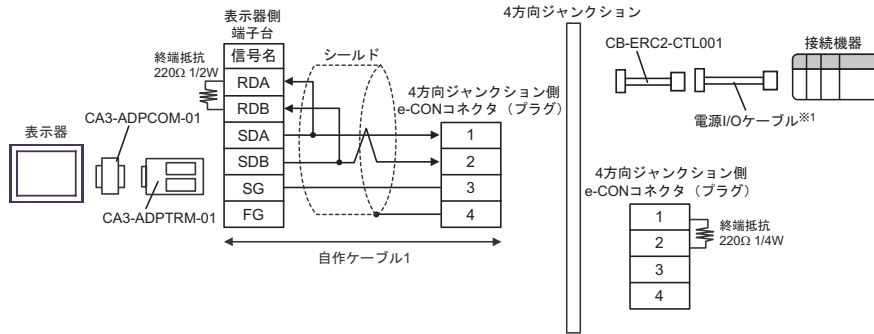 表示器
CA3-ADPCOM-01
CA3-ADPTRM-01
終端抵抗
220Ω 1/2W
表示器側
端子台
信号名
RDA
RDB
SDA
SDB
SG
FG
シールド
4方向ジャンクション側
e-CONコネクタ（プラグ）
1
2
3
4
自作ケーブル1
4方向ジャンクション
CB-ERC2-CTL001
電源I/Oケーブル※1
接続機器
4方向ジャンクション側
e-CONコネクタ（プラグ）
1
2
3
4
終端抵抗
220Ω 1/4W